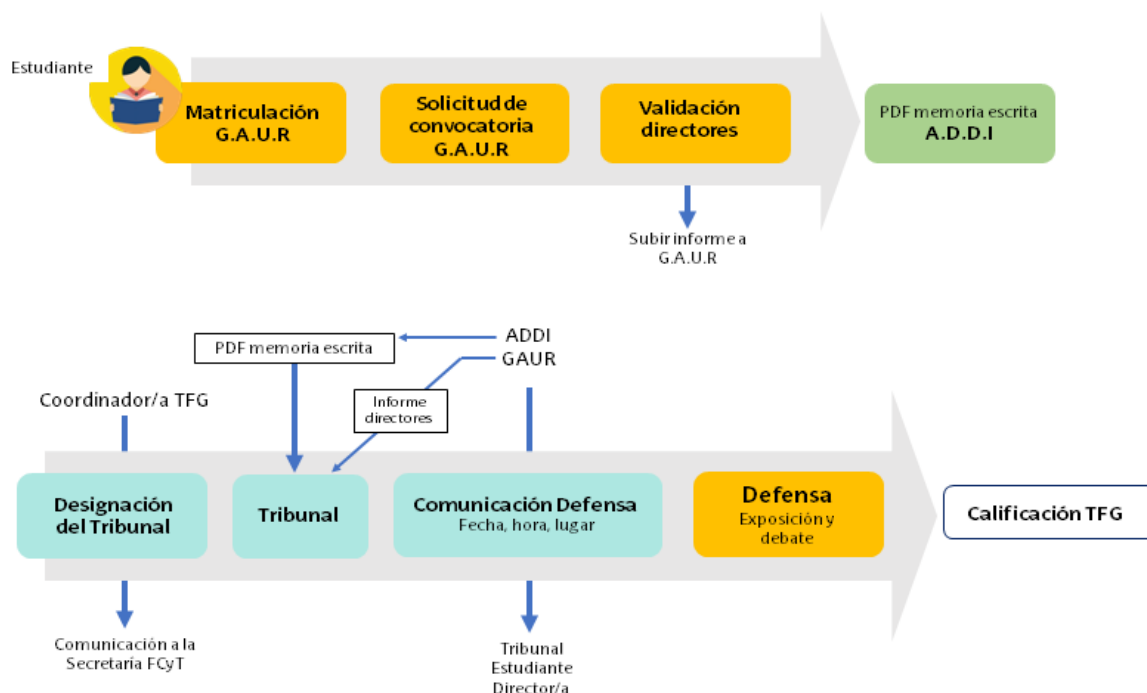 Estudiante
Matriculación
G.A.U.R
Solicitud de
convocatoria
G.A.U.R
Validación
directores
PDF memoria escrita
A.D.D.I
Subir informe a
G.A.U.R
ADDI
GAUR
PDF memoria escrita
Informe
directores
Coordinador/a TFG
Designación
del Tribunal
Tribunal
Comunicación Defensa
Fecha, hora, lugar
Defensa
Exposición y
debate
Calificación TFG
Comunicación a la
Secretaría FCyT
Tribunal
Estudiante
Director/a